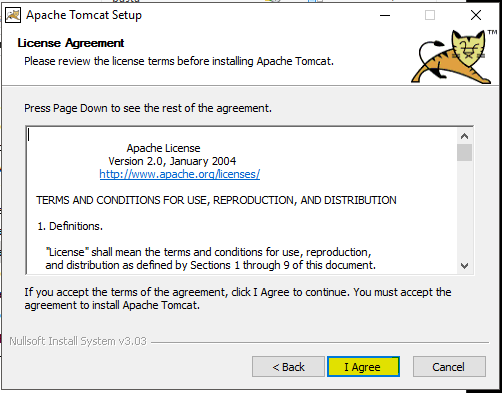 Apache Tomcat Setup
License Agreement
Please review the license terms before installing Apache Tomcat.
TM
Press Page Down to see the rest of the agreement.
Apache License
Version 2.0, January 2004
http://www.apache.org/licenses/
TERMS AND CONDITIONS FOR USE, REPRODUCTION, AND DISTRIBUTION
1. Definitions.
"License" shall mean the terms and conditions for use, reproduction,
and distribution as defined by Sections 1 through 9 of this document.
If you accept the terms of the agreement, click I Agree to continue. You must accept the
agreement to install Apache Tomcat.
Nullsoft Install System v3.03
< Back I Agree Cancel